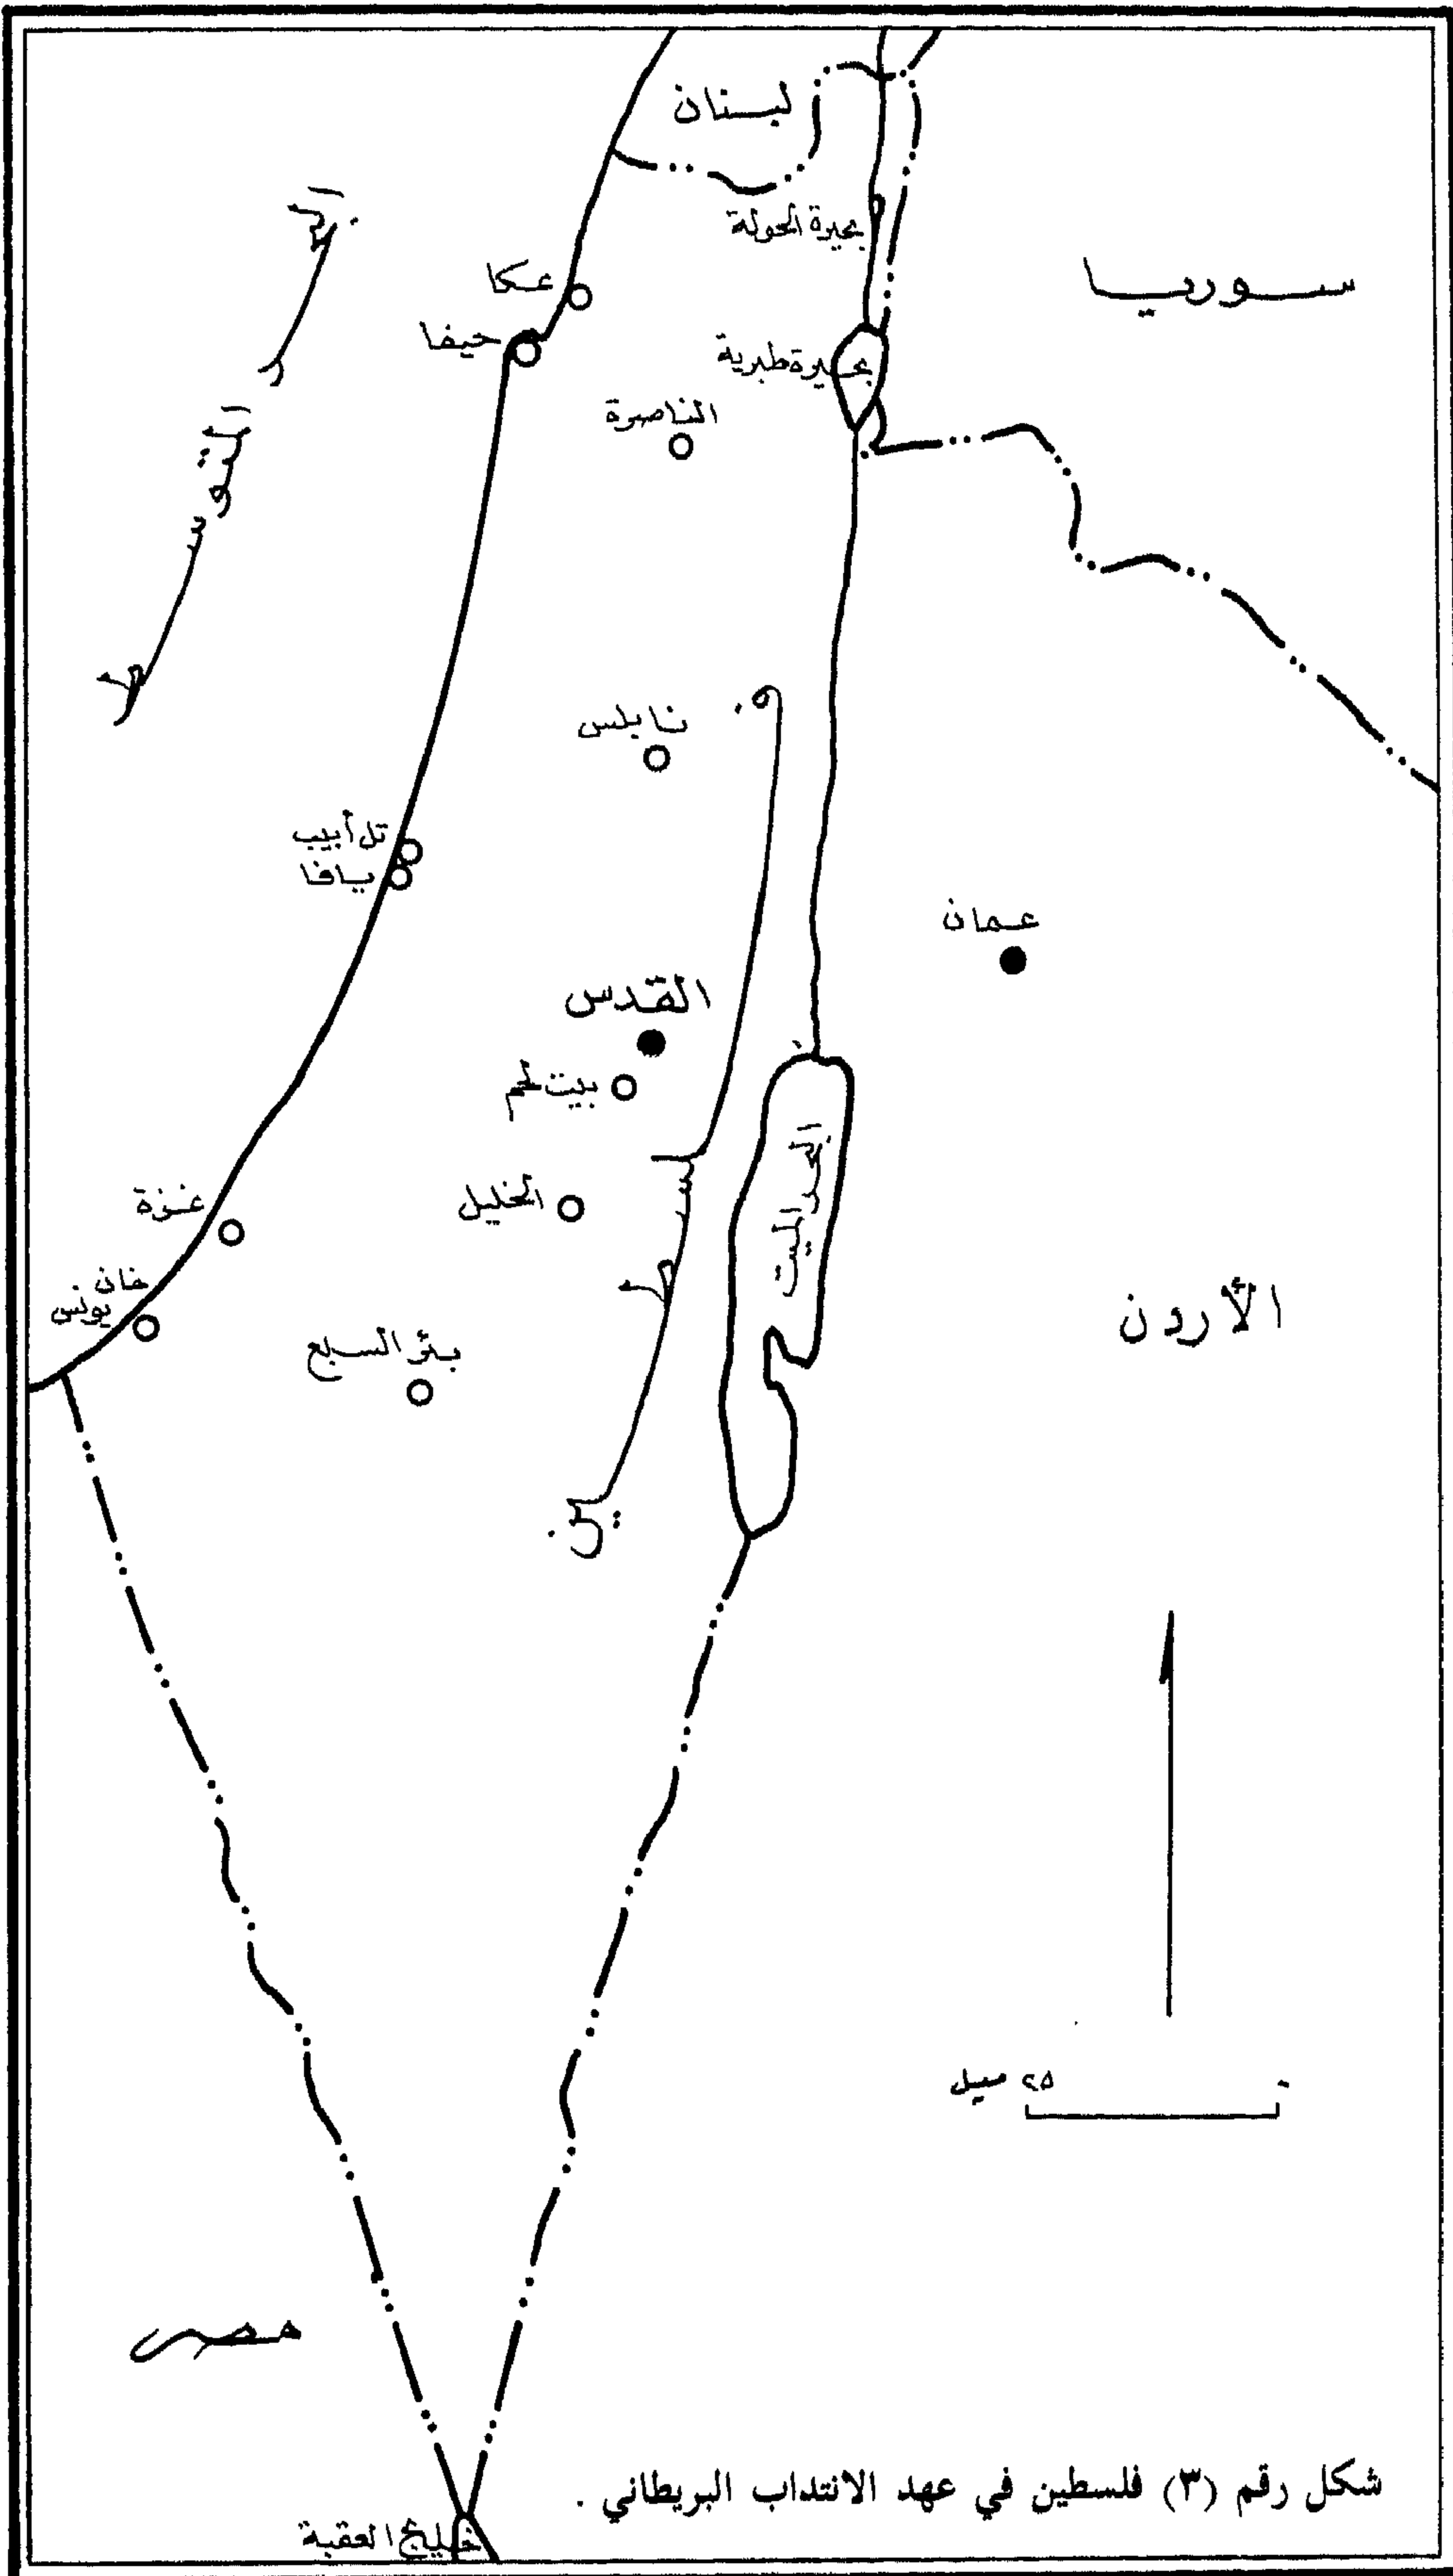 لبنان
بحيرة الحولة
سوريا
البحر المتوسط
عكا
حيفا
بحيرة طبرية
الناصرة
نابلس
فلسطين
تل أبيب
يافا
عمان
القدس
بيت لحم
البحر الميت
الخليل
غزة
خان
يونس
بئر السبع
الأردن
٢٥ ميل ٠
مصر
شكل رقم (٣) فلسطين في عهد الانتداب البريطاني .
خليج العقبة